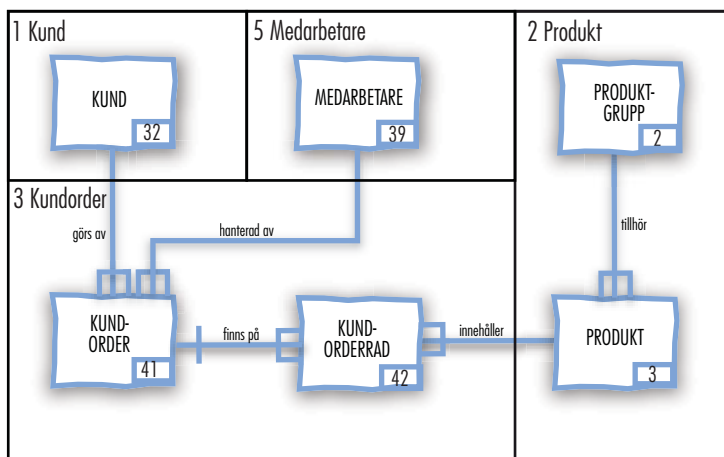 1 Kund
5 Medarbetare
2 Produkt
KUND
32
MEDARBETARE
39
PRODUKT-
GRUPP
2
3 Kundorder
görs av
hanterad av
tillhör
KUND-
ORDER
41
finns på
KUND-
ORDERRAD
42
innehåller
PRODUKT
3